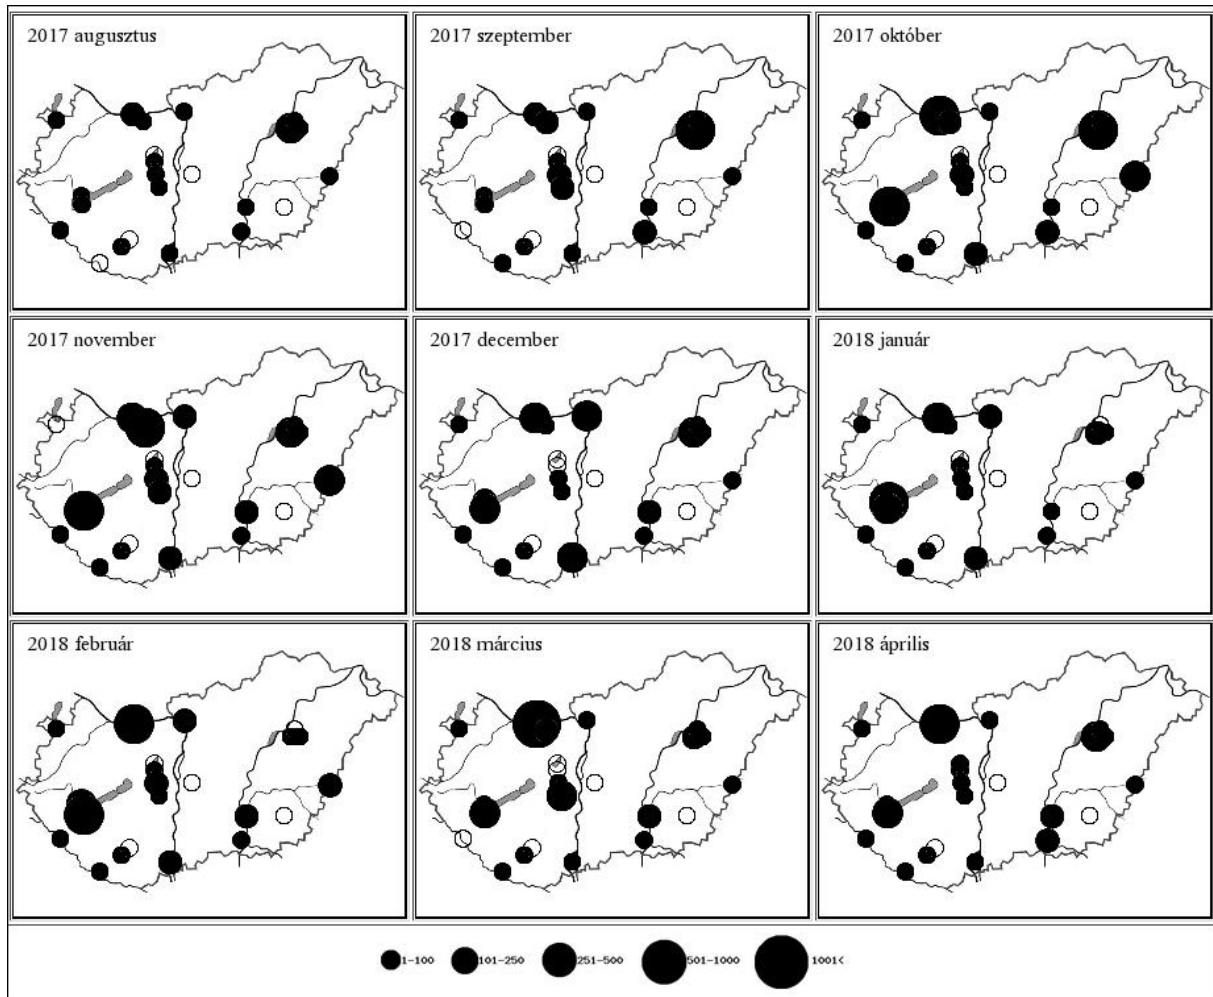 2017 augusztus
2017 szeptember
2017 október
2017 november
2017 december
2018 január
2018 február
2018 március
2018 április
1-100 101-250 251-500 501-1000 1001<